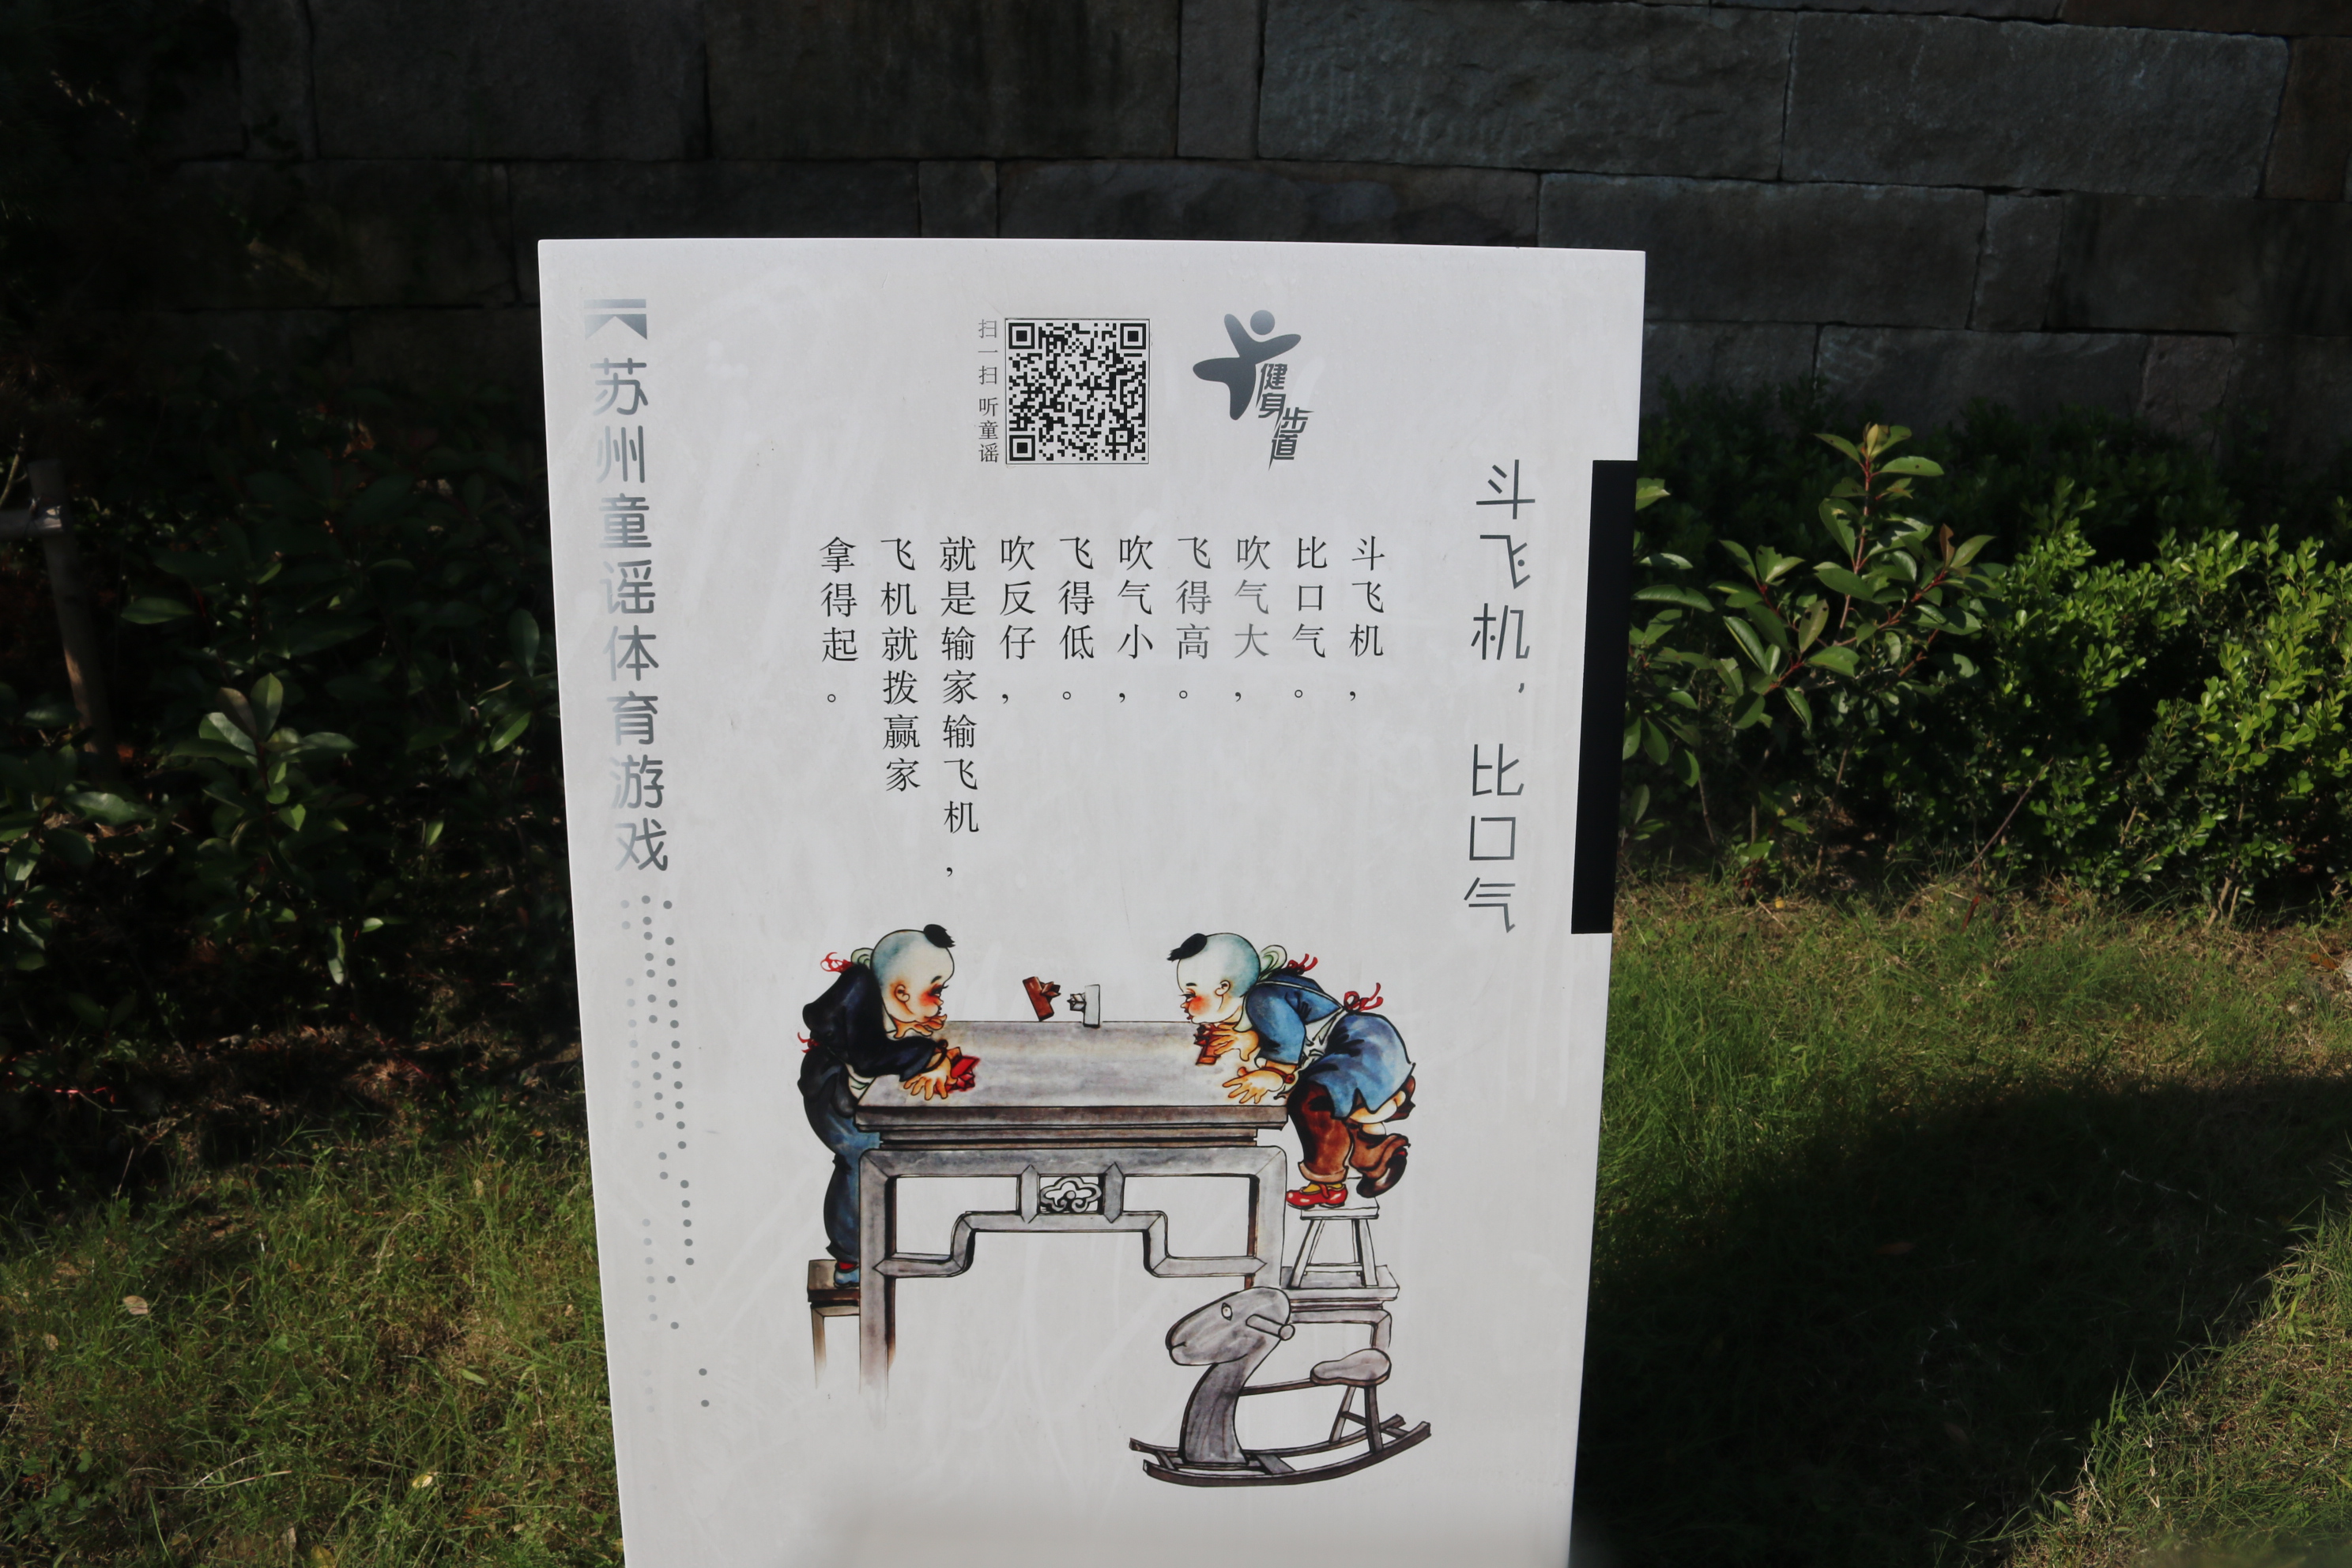 斗飞机，比口气
健身步道
扫一扫 听童谣
斗飞机，
比口气。
吹气大，
飞得高。
吹气小，
飞得低。
吹反仔，
就是输家输飞机，
飞机就拨赢家
拿得起。
苏州童谣体育游戏